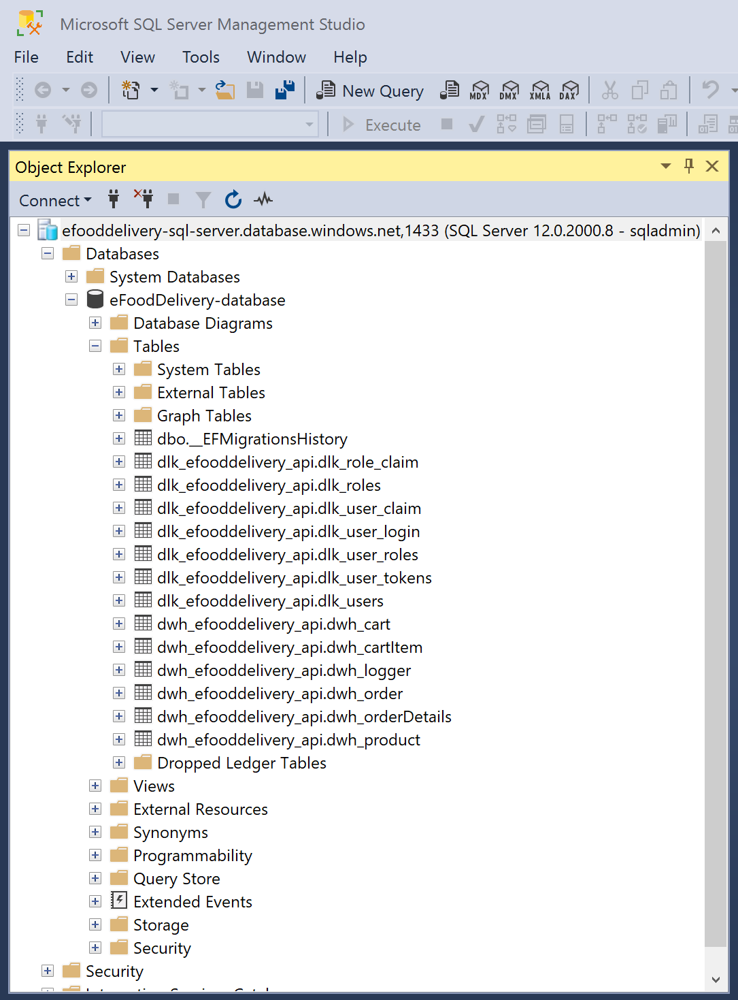 Microsoft SQL Server Management Studio
File Edit View Tools Window Help
New Query MDX DMX XMLA DAX
Execute
Object Explorer
Connect
efooddelivery-sql-server.database.windows.net,1433 (SQL Server 12.0.2000.8 - sqladmin)
Databases
System Databases
eFoodDelivery-database
Database Diagrams
Tables
System Tables
External Tables
Graph Tables
dbo.__EFMigrationsHistory
dlk_efooddelivery_api.dlk_role_claim
dlk_efooddelivery_api.dlk_roles
dlk_efooddelivery_api.dlk_user_claim
dlk_efooddelivery_api.dlk_user_login
dlk_efooddelivery_api.dlk_user_roles
dlk_efooddelivery_api.dlk_user_tokens
dlk_efooddelivery_api.dlk_users
dwh_efooddelivery_api.dwh_cart
dwh_efooddelivery_api.dwh_cartItem
dwh_efooddelivery_api.dwh_logger
dwh_efooddelivery_api.dwh_order
dwh_efooddelivery_api.dwh_orderDetails
dwh_efooddelivery_api.dwh_product
Dropped Ledger Tables
Views
External Resources
Synonyms
Programmability
Query Store
Extended Events
Storage
Security
Security